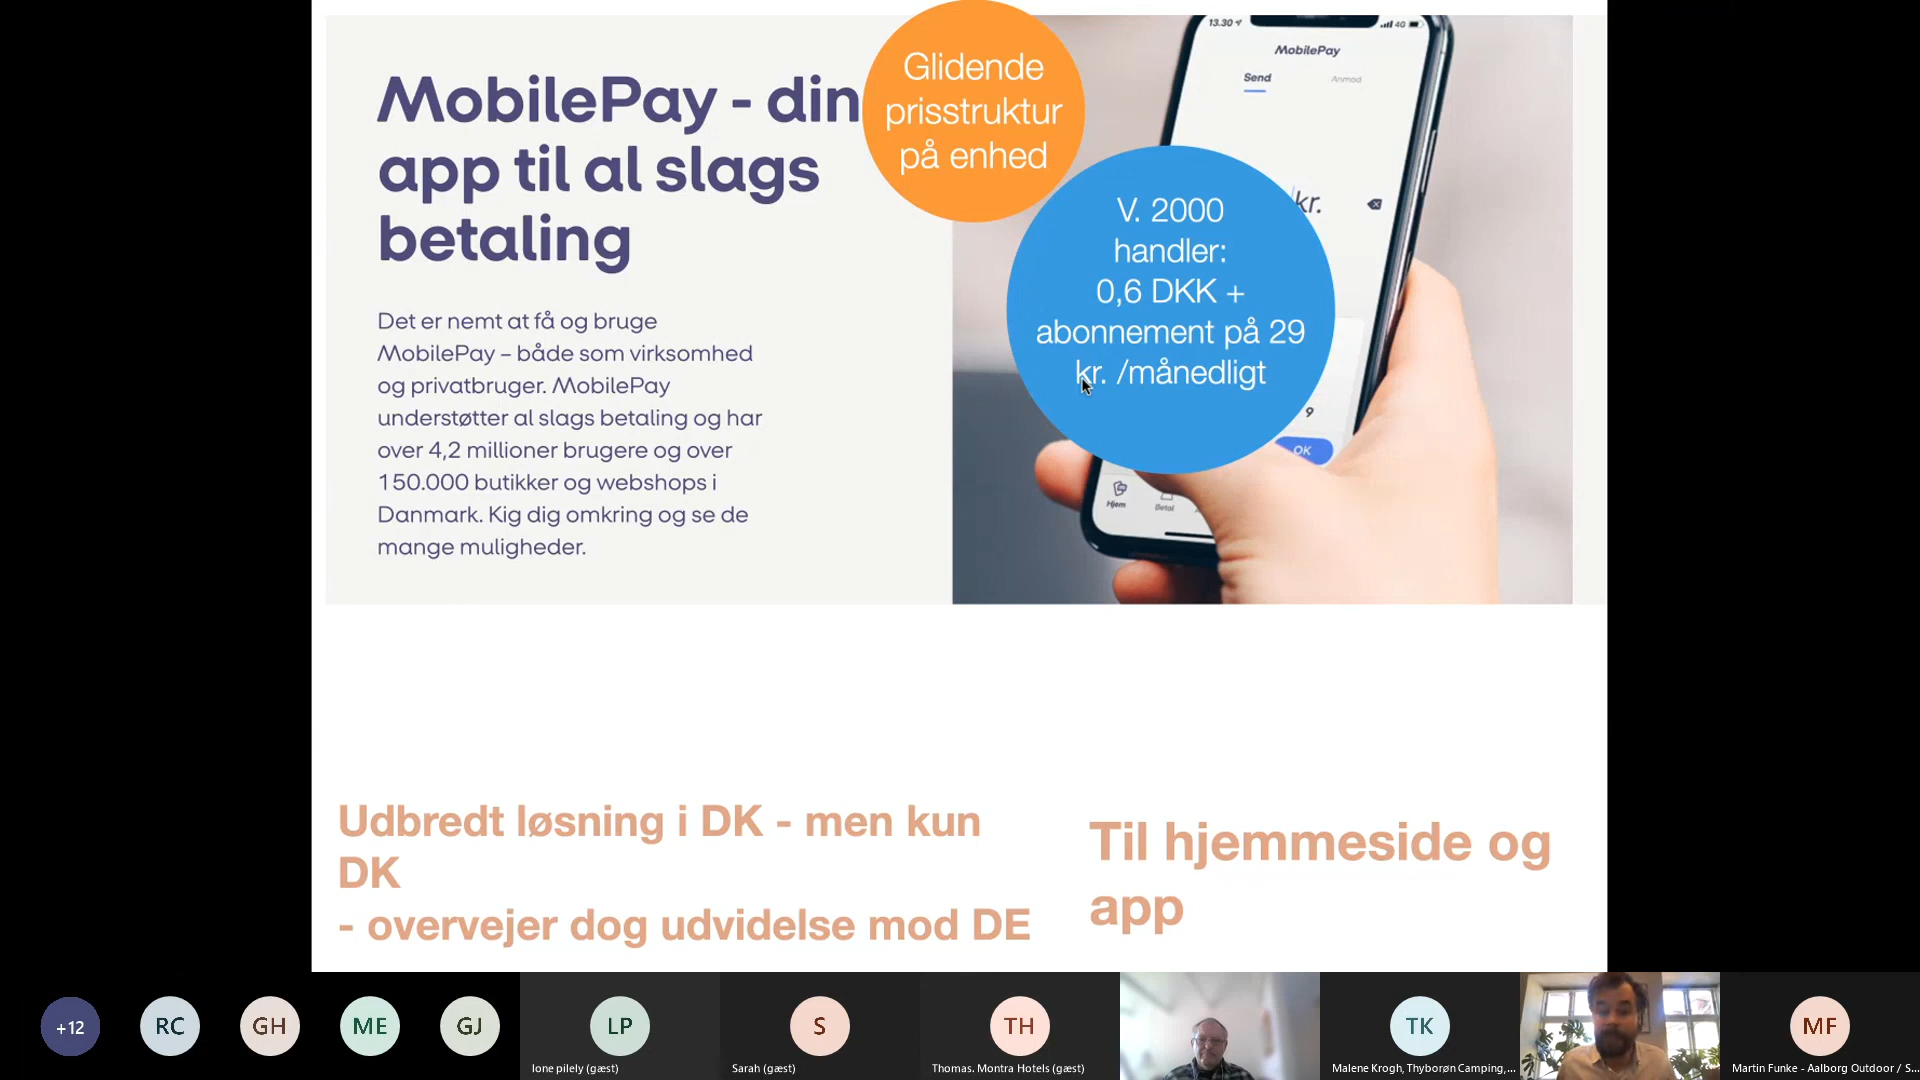 MobilePay - din
app til al slags
betaling
Det er nemt at få og bruge
MobilePay – både som virksomhed
og privatbruger. MobilePay
understøtter al slags betaling og har
over 4,2 millioner brugere og over
150.000 butikker og webshops i
Danmark. Kig dig omkring og se de
mange muligheder.
Glidende
prisstruktur
på enhed
V. 2000
handler:
0,6 DKK +
abonnement på 29
kr. /månedligt
13.30
4G
MobilePay
Send
Anmod
kr.
9
OK
Hjem
Betal
Udbredt løsning i DK - men kun
DK
- overvejer dog udvidelse mod DE
Til hjemmeside og
app
+12
RC
GH
ME
GJ
LP
lone pilely (gæst)
S
Sarah (gæst)
TH
Thomas. Montra Hotels (gæst)
TK
Malene Krogh, Thyborøn Camping,...
MF
Martin Funke - Aalborg Outdoor / S...